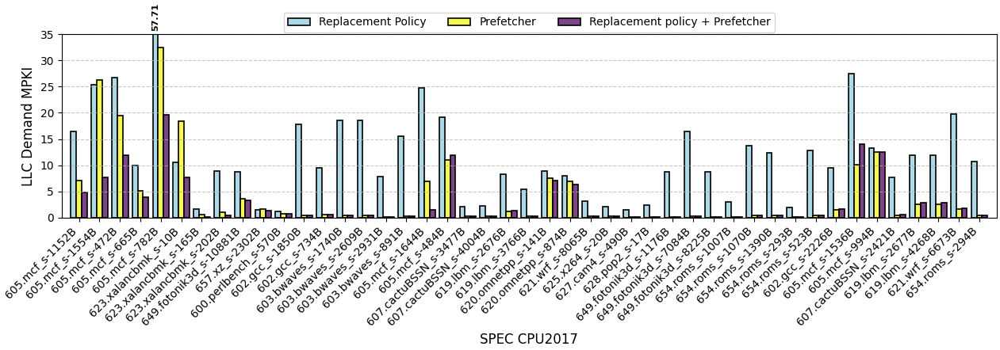 57.71
Replacement Policy
Prefetcher
Replacement policy + Prefetcher
35
30
25
20
15
10
5
0
LLC Demand MPKI
605.mcf_s-1152B
605.mcf_s-1554B
605.mcf_s-472B
605.mcf_s-665B
605.mcf_s-782B
623.xalancbmk_s-10B
623.xalancbmk_s-165B
623.xalancbmk_s-202B
649.fotonik3d_s-10881B
657.xz_s-2302B
600.perlbench_s-570B
602.gcc_s-1850B
602.gcc_s-734B
603.bwaves_s-1740B
603.bwaves_s-2609B
603.bwaves_s-2931B
603.bwaves_s-891B
605.mcf_s-1644B
605.mcf_s-484B
607.cactuBSSN_s-3477B
607.cactuBSSN_s-4004B
619.lbm_s-2676B
619.lbm_s-3766B
620.omnetpp_s-141B
620.omnetpp_s-874B
621.wrf_s-8065B
625.x264_s-20B
627.cam4_s-490B
628.pop2_s-17B
649.fotonik3d_s-1176B
649.fotonik3d_s-7084B
649.fotonik3d_s-8225B
654.roms_s-1007B
654.roms_s-1070B
654.roms_s-1390B
654.roms_s-293B
654.roms_s-523B
602.gcc_s-2226B
605.mcf_s-1536B
605.mcf_s-994B
607.cactuBSSN_s-2421B
619.lbm_s-2677B
619.lbm_s-4268B
621.wrf_s-6673B
654.roms_s-294B
SPEC CPU2017